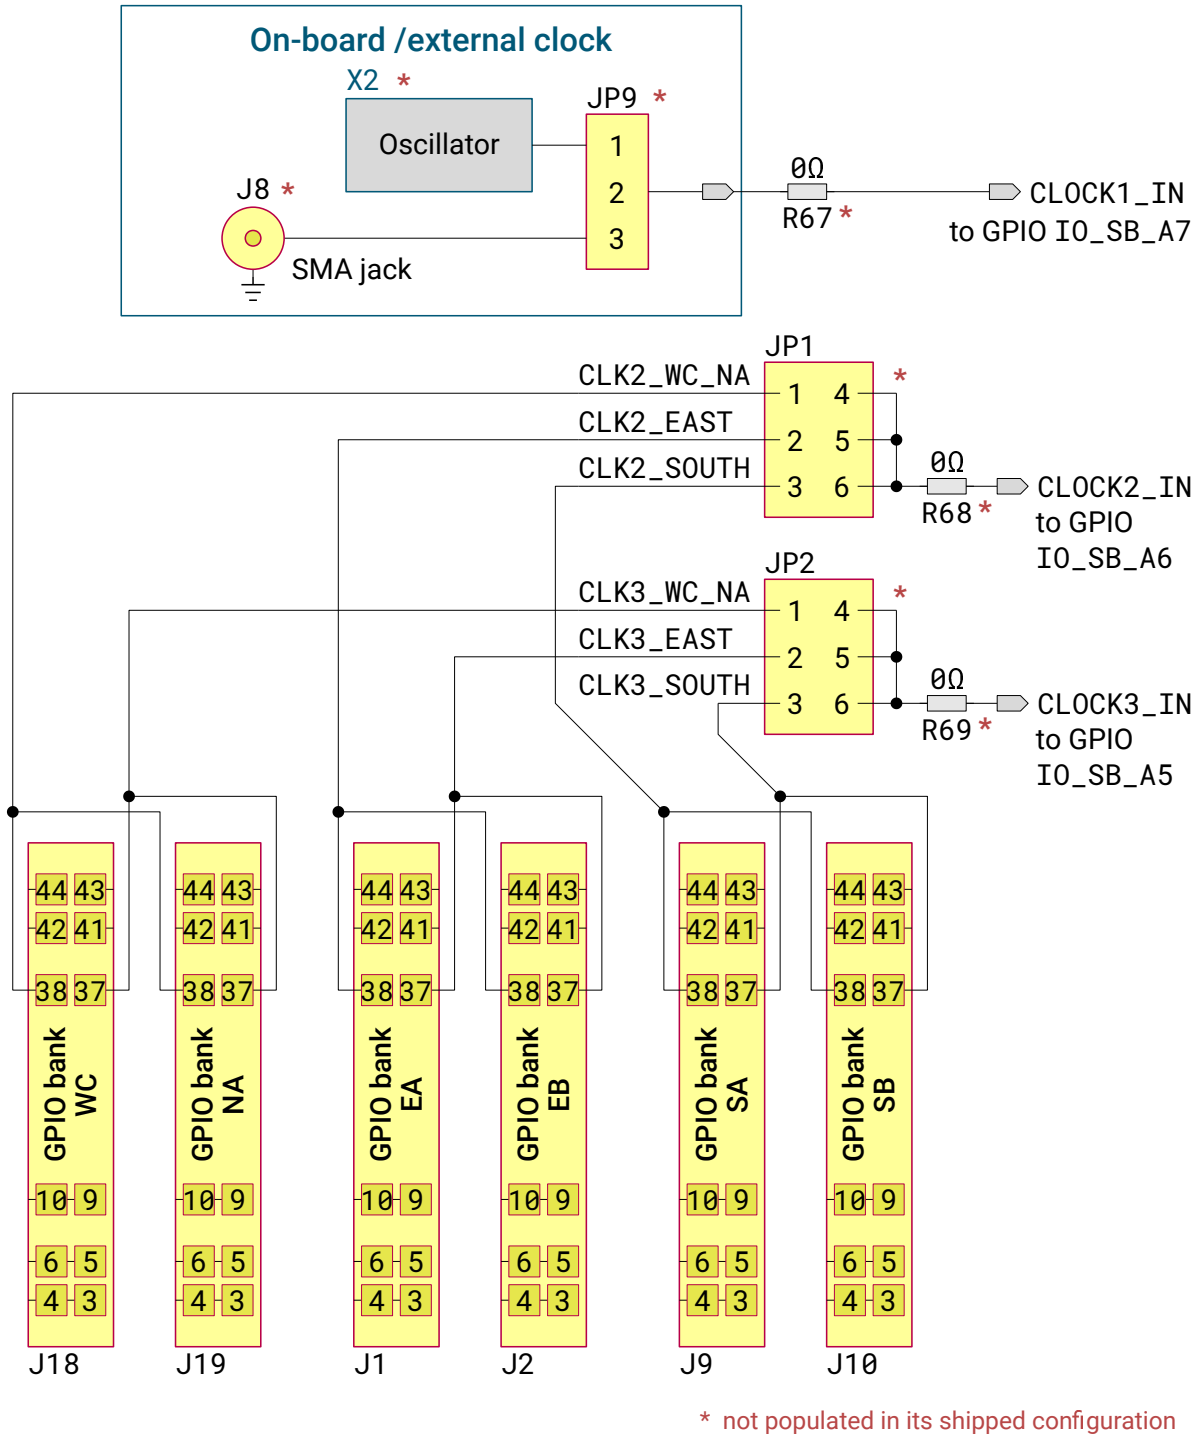 On-board /external clock
X2 *
Oscillator
JP9 *
1
2
3
J8 *
SMA jack
0Ω
R67 *
CLOCK1_IN
to GPIO IO_SB_A7
JP1
*
CLK2_WC_NA
CLK2_EAST
CLK2_SOUTH
1 4
2 5
3 6
0Ω
R68 *
CLOCK2_IN
to GPIO
IO_SB_A6
JP2
*
CLK3_WC_NA
CLK3_EAST
CLK3_SOUTH
1 4
2 5
3 6
0Ω
R69 *
CLOCK3_IN
to GPIO
IO_SB_A5
44 43
42 41
38 37
GPIO bank
WC
10 9
6 5
4 3
J18
44 43
42 41
38 37
GPIO bank
NA
10 9
6 5
4 3
J19
44 43
42 41
38 37
GPIO bank
EA
10 9
6 5
4 3
J1
44 43
42 41
38 37
GPIO bank
EB
10 9
6 5
4 3
J2
44 43
42 41
38 37
GPIO bank
SA
10 9
6 5
4 3
J9
44 43
42 41
38 37
GPIO bank
SB
10 9
6 5
4 3
J10
* not populated in its shipped configuration